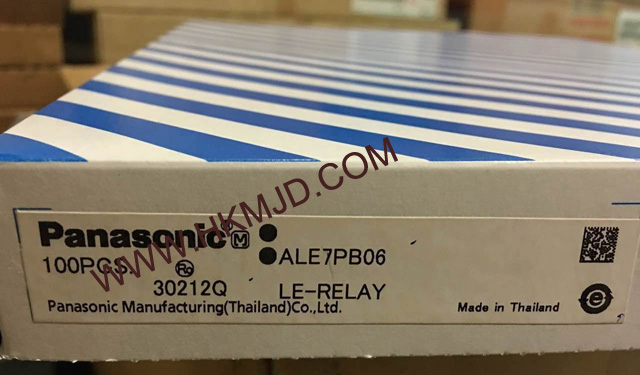 Panasonic M
ALE7PB06
100PCS.
30212Q
LE-RELAY
Panasonic Manufacturing(Thailand)Co.,Ltd.
Made in Thailand
e
WWW.HKMJD.COM